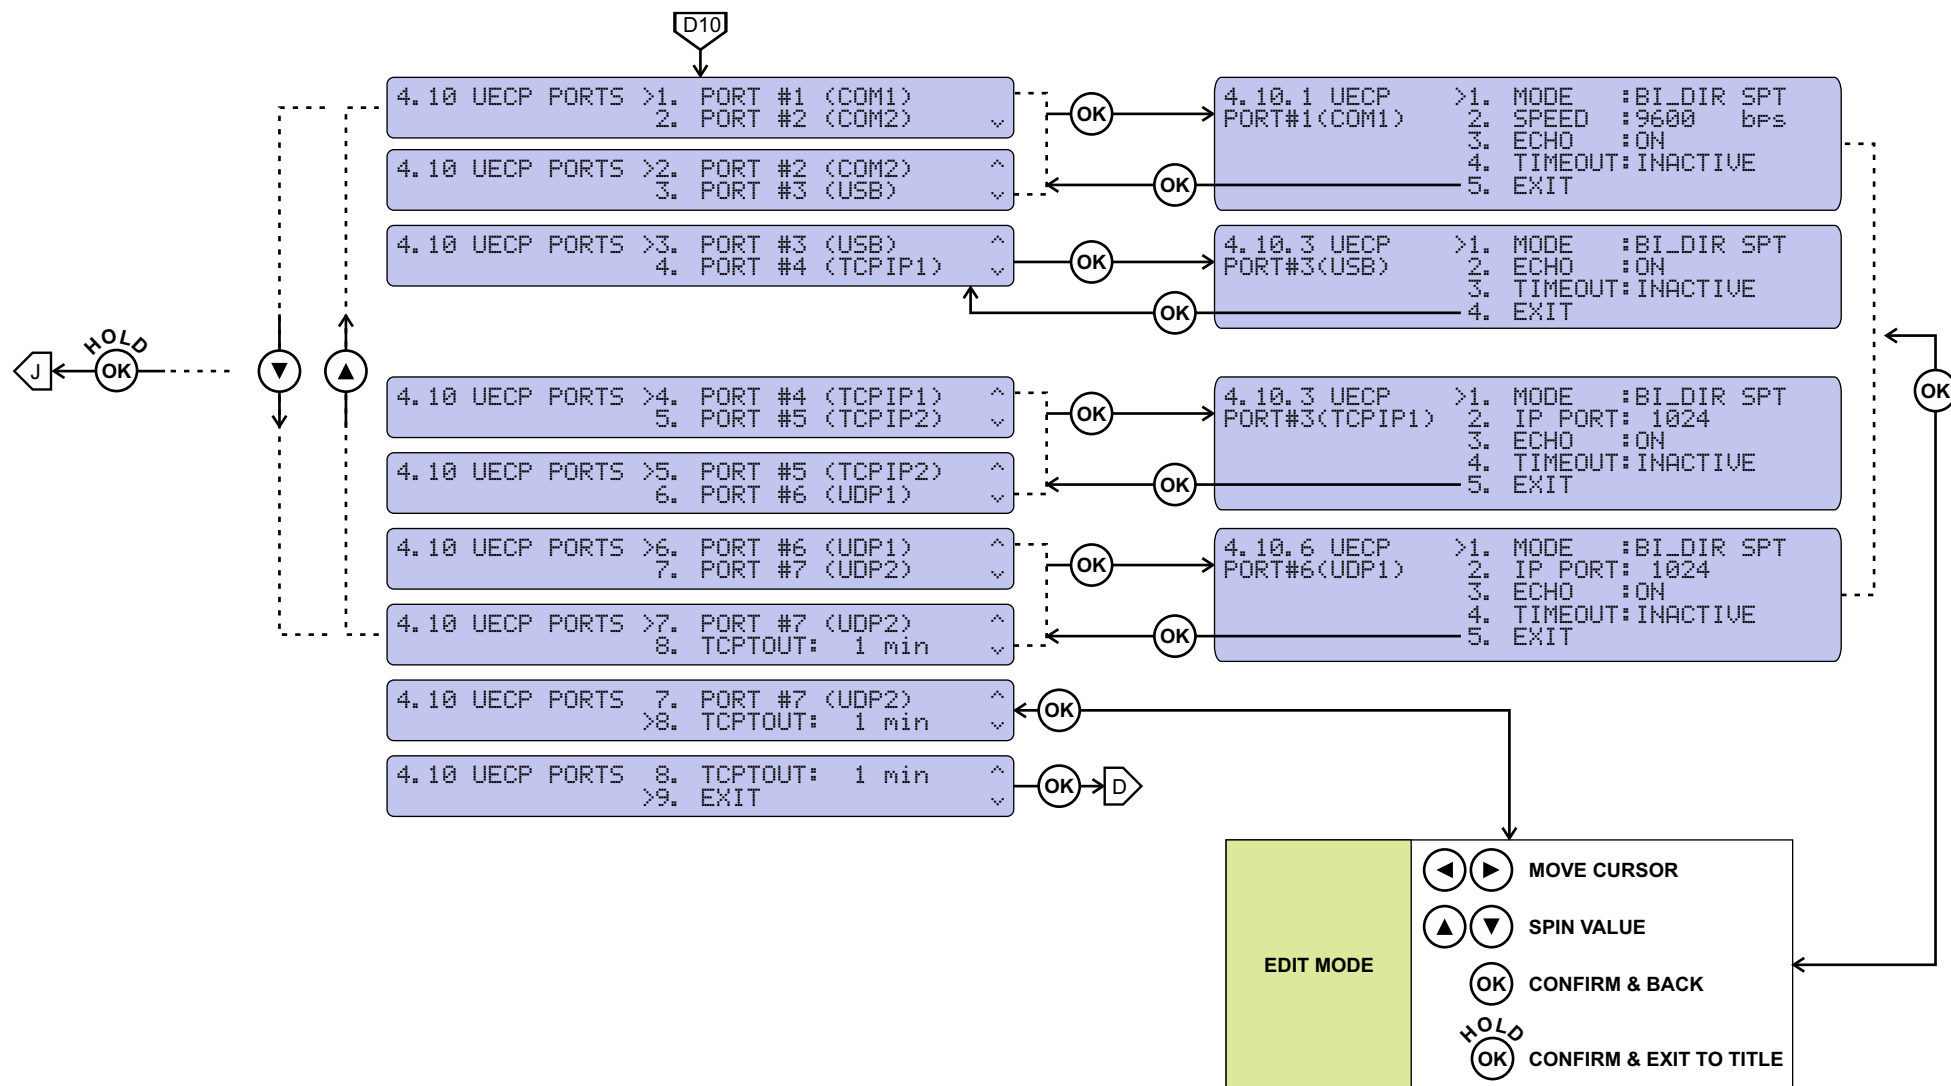 D10
4.10 UECP PORTS >1. PORT #1 (COM1)
2. PORT #2 (COM2)
4.10 UECP PORTS >2. PORT #2 (COM2)
3. PORT #3 (USB)
4.10 UECP PORTS >3. PORT #3 (USB)
4. PORT #4 (TCPIP1)
4.10 UECP PORTS >4. PORT #4 (TCPIP1)
5. PORT #5 (TCPIP2)
4.10 UECP PORTS >5. PORT #5 (TCPIP2)
6. PORT #6 (UDP1)
4.10 UECP PORTS >6. PORT #6 (UDP1)
7. PORT #7 (UDP2)
4.10 UECP PORTS >7. PORT #7 (UDP2)
8. TCPTOUT: 1 min
4.10 UECP PORTS 7. PORT #7 (UDP2)
>8. TCPTOUT: 1 min
4.10 UECP PORTS 8. TCPTOUT: 1 min
>9. EXIT
OK
OK
OK
OK
OK
OK
OK
OK
OK
OK
D
J
HOLD
OK
4.10.1 UECP >1. MODE :BI_DIR SPT
PORT#1(COM1) 2. SPEED :9600 bps
3. ECHO :ON
4. TIMEOUT:INACTIVE
5. EXIT
4.10.3 UECP >1. MODE :BI_DIR SPT
PORT#3(USB) 2. ECHO :ON
3. TIMEOUT:INACTIVE
4. EXIT
4.10.3 UECP >1. MODE :BI_DIR SPT
PORT#3(TCPIP1) 2. IP PORT: 1024
3. ECHO :ON
4. TIMEOUT:INACTIVE
5. EXIT
4.10.6 UECP >1. MODE :BI_DIR SPT
PORT#6(UDP1) 2. IP PORT: 1024
3. ECHO :ON
4. TIMEOUT:INACTIVE
5. EXIT
OK
EDIT MODE
MOVE CURSOR
SPIN VALUE
OK CONFIRM & BACK
HOLD
OK CONFIRM & EXIT TO TITLE